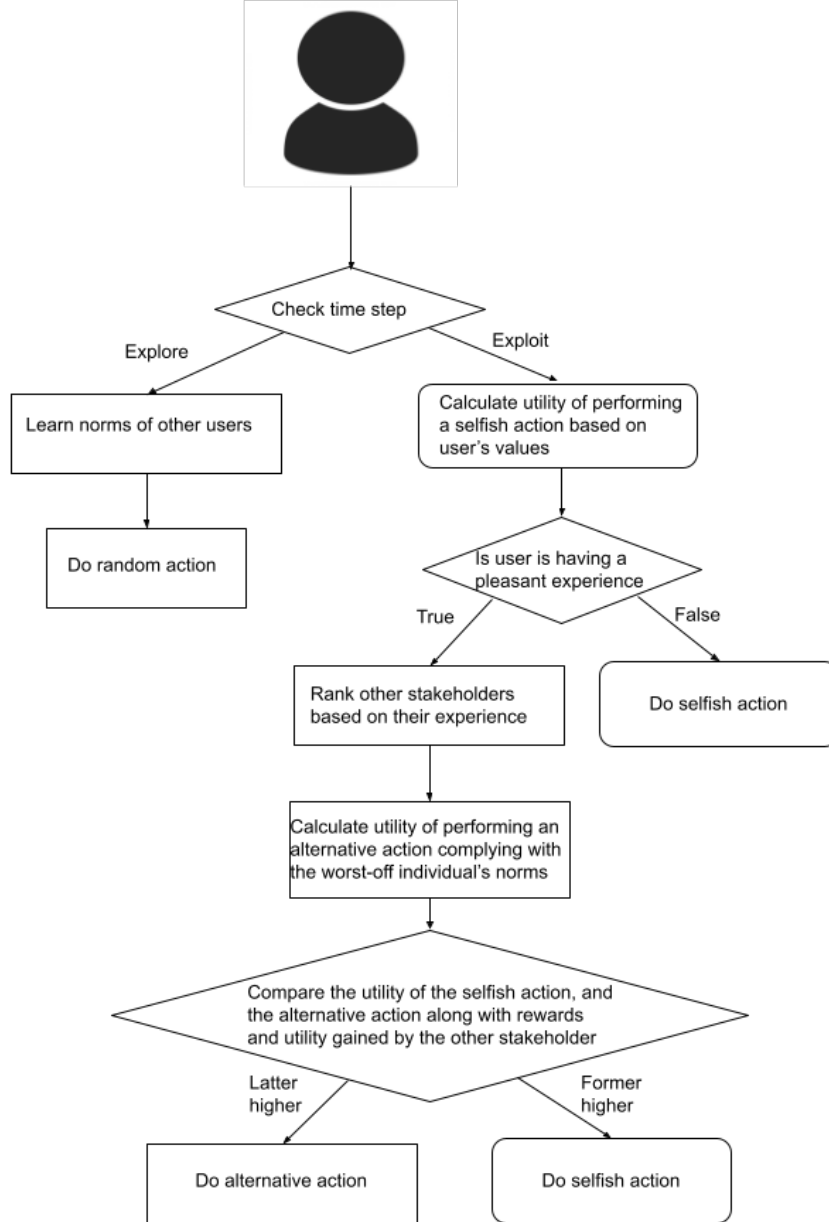 Check time step
Explore
Exploit
Learn norms of other users
Calculate utility of performing
a selfish action based on
user's values
Do random action
Is user is having a
pleasant experience
True
False
Rank other stakeholders
based on their experience
Do selfish action
Calculate utility of performing an
alternative action complying with
the worst-off individual's norms
Compare the utility of the selfish action, and
the alternative action along with rewards
and utility gained by the other stakeholder
Latter
higher
Former
higher
Do alternative action
Do selfish action